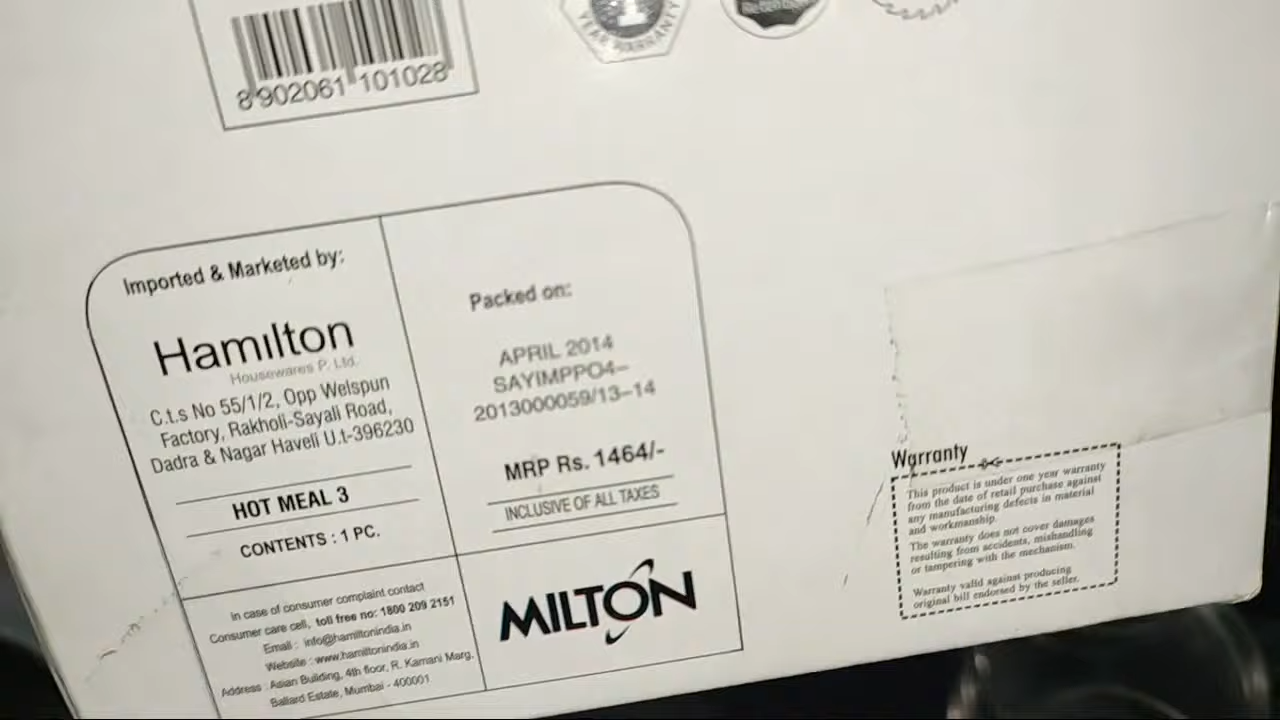 8 902061 101028
YEAR WARRANTY
Imported & Marketed by:
Hamilton
Housewares P. Ltd.
C.t.s No 55/1/2, Opp Welspun
Factory, Rakholi-Sayali Road,
Dadra & Nagar Haveli U.t-396230
HOT MEAL 3
CONTENTS : 1 PC.
In case of consumer complaint contact
Consumer care cell, toll free no: 1800 209 2151
Email : info@hamiltonindia.in
Website : www.hamiltonindia.in
Address : Asian Building, 4th floor, R. Kamani Marg,
Ballard Estate, Mumbai - 400001
Packed on:
APRIL 2014
SAYIMPPO4–
2013000059/13–14
MRP Rs. 1464/-
INCLUSIVE OF ALL TAXES
MILTON
Warranty
This product is under one year warranty
from the date of retail purchase against
any manufacturing defects in material
and workmanship.
The warranty does not cover damages
resulting from accidents, mishandling
or tampering with the mechanism.
Warranty valid against producing
original bill endorsed by the seller.